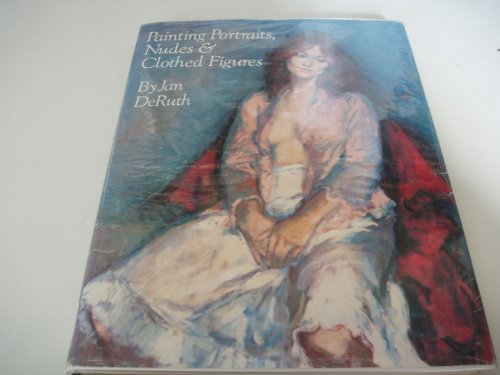 Painting Portraits,
Nudes &
Clothed Figures
By Jan
DeRuth